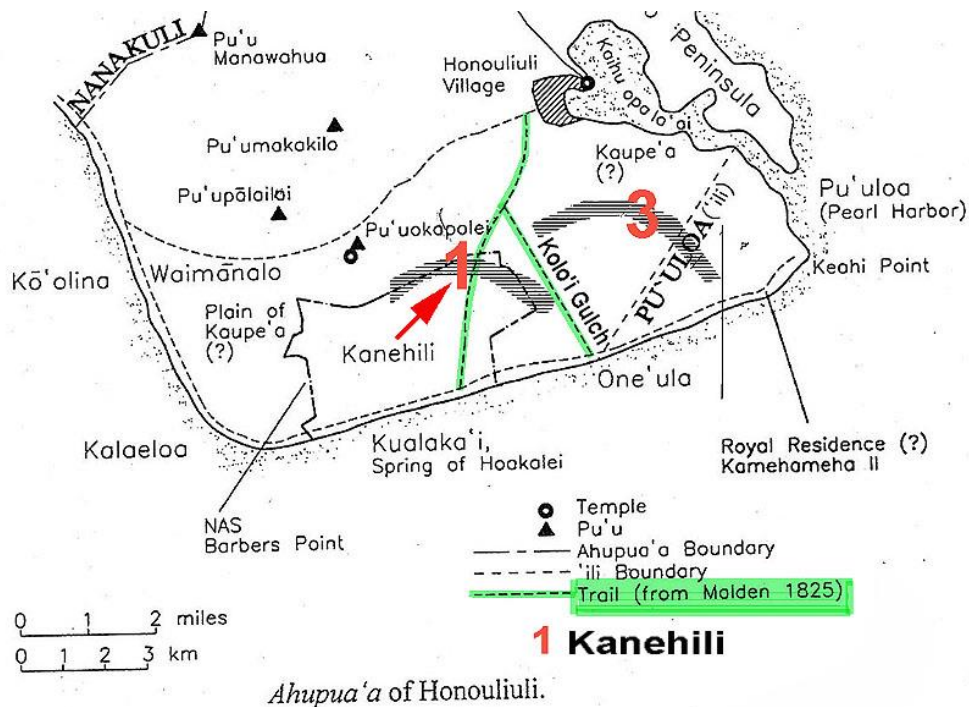 NANAKULI
Pu'u
Manawahua
Honouliuli
Village
Kaihu opala'ai
Peninsula
Pu'umakakilo
Kaupe'a
(?)
Pu'upālailai
Pu'uloa
(Pearl Harbor)
3
PU'ULOA ('ili)
Pu'uokapolei
1
Kō'olina
Waimānalo
Keahi Point
Kolo'i Gulch
Plain of
Kaupe'a
(?)
Kanehili
One'ula
Kalaeloa
Kualaka'i,
Spring of Hoakalei
Royal Residence (?)
Kamehameha II
NAS
Barbers Point
Temple
Pu'u
Ahupua'a Boundary
'ili Boundary
Trail (from Malden 1825)
0 1 2 miles
0 1 2 3 km
1 Kanehili
Ahupua'a of Honouliuli.